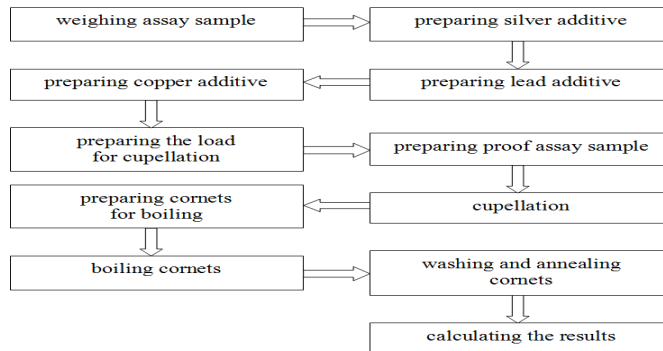 weighing assay sample
preparing silver additive
preparing lead additive
preparing copper additive
preparing the load
for cupellation
preparing proof assay sample
cupellation
preparing cornets
for boiling
boiling cornets
washing and annealing
cornets
calculating the results